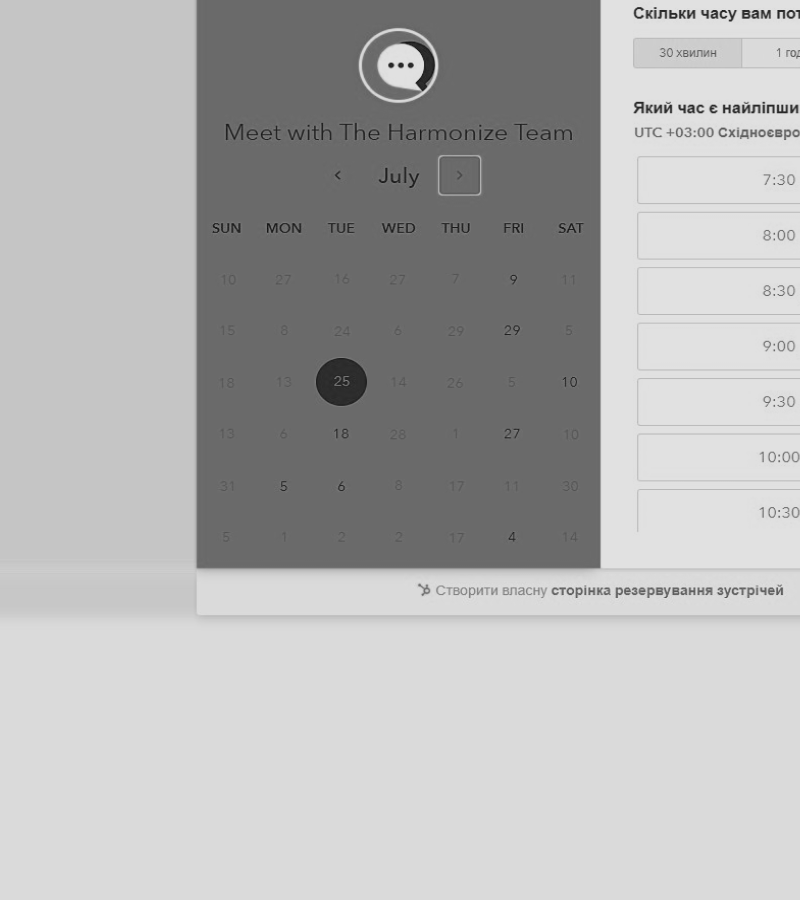 Meet with The Harmonize Team
July
SUN MON TUE WED THU FRI SAT
10 27 16 27 7 9 11
15 8 24 6 29 29 5
18 13 25 14 26 5 10
13 6 18 28 1 27 10
31 5 6 8 17 11 30
5 1 2 2 17 4 14
Скільки часу вам
30 хвилин 1
Який час є
UTC +03:00
7:30
8:00
8:30
9:00
9:30
10:00
10:30
Створити власну сторінка резервування зустрічей